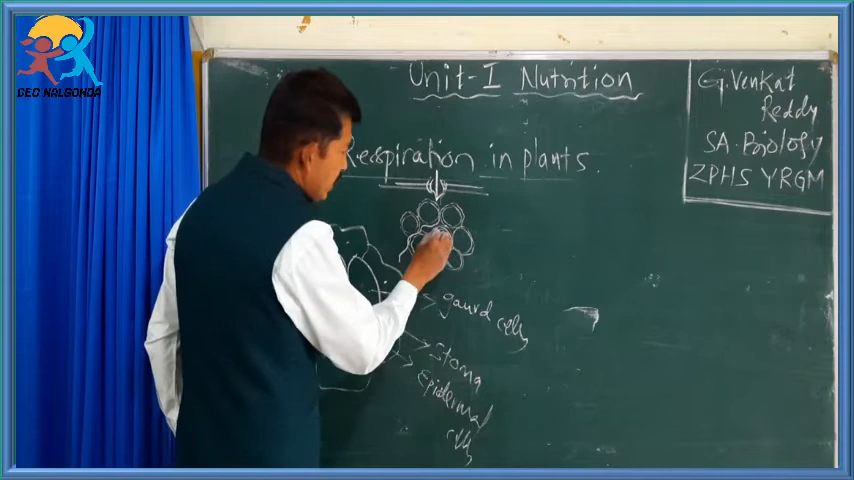 DEO NALGONDA
Unit-I Nutrition
G. Venkat
Reddy
SA. Biology
ZPHS YRGM
Respiration in plants.
gaurd cells
Stoma
Epidermal
cells